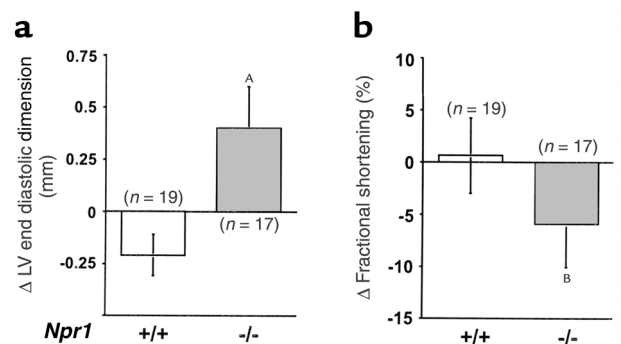 a
Δ LV end diastolic dimension
(mm)
0.75
0.5
0.25
0
-0.25
A
(n = 19)
(n = 17)
Npr1
+/+
-/-
b
Δ Fractional shortening (%)
10
5
0
-5
-10
-15
(n = 19)
(n = 17)
B
+/+
-/-